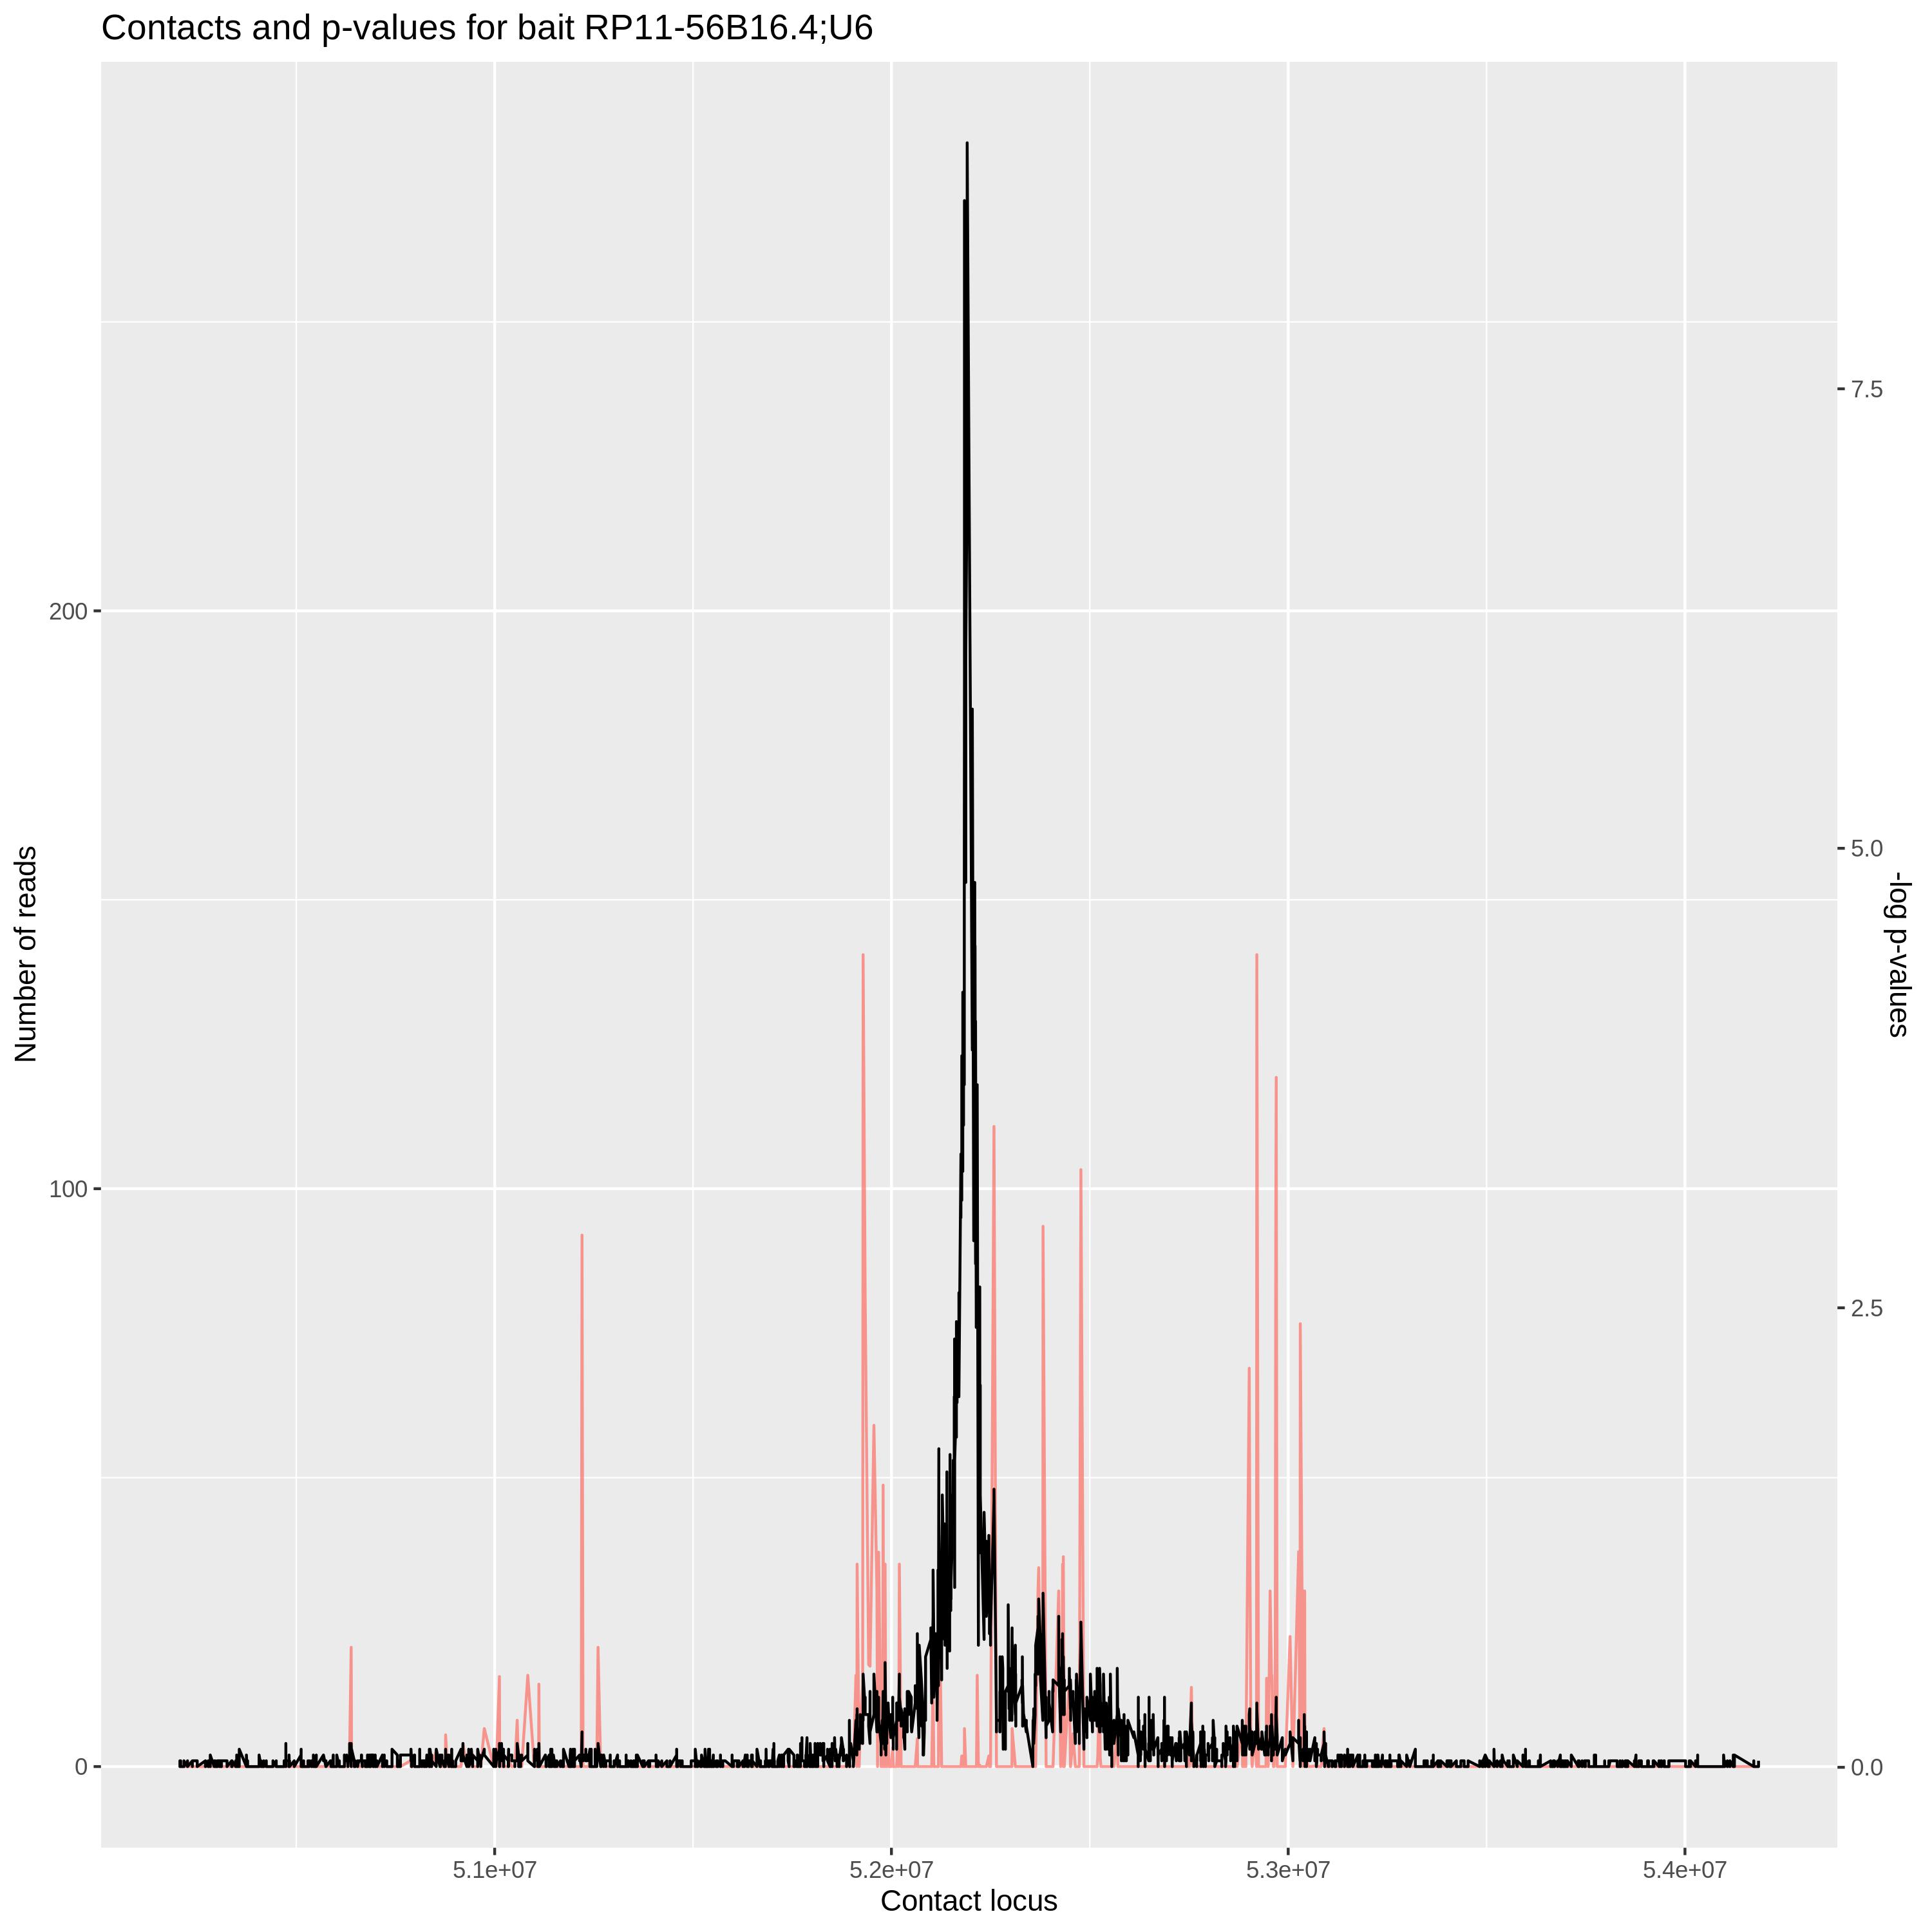 Contacts and p-values for bait RP11-56B16.4;U6
Number of reads
200
100
0
7.5
5.0
2.5
0.0
-log p-values
5.1e+07
5.2e+07
5.3e+07
5.4e+07
Contact locus